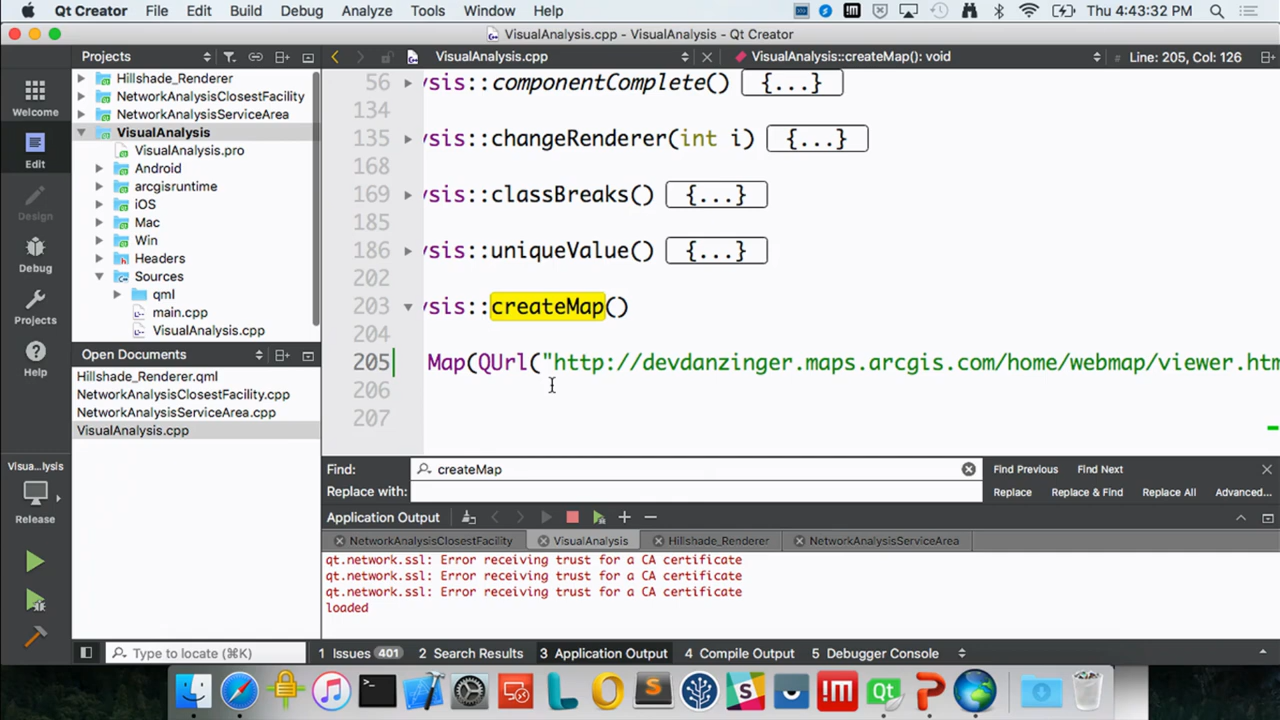 Qt Creator File Edit Build Debug Analyze Tools Window Help Thu 4:43:32 PM
VisualAnalysis.cpp - VisualAnalysis - Qt Creator
Projects VisualAnalysis.cpp VisualAnalysis::createMap(): void Line: 205, Col: 126
Welcome
Edit
Design
Debug
Projects
Help
Visua...lysis
Release
Hillshade_Renderer
NetworkAnalysisClosestFacility
NetworkAnalysisServiceArea
VisualAnalysis
VisualAnalysis.pro
Android
arcgisruntime
iOS
Mac
Win
Headers
Sources
qml
main.cpp
VisualAnalysis.cpp
Open Documents
Hillshade_Renderer.qml
NetworkAnalysisClosestFacility.cpp
NetworkAnalysisServiceArea.cpp
VisualAnalysis.cpp
56 ysis::componentComplete() {...}
134
135 ysis::changeRenderer(int i) {...}
168
169 ysis::classBreaks() {...}
185
186 ysis::uniqueValue() {...}
202
203 ysis::createMap()
204
205 Map(QUrl("http://devdanzinger.maps.arcgis.com/home/webmap/viewer.htm
206
207
Find: createMap Find Previous Find Next
Replace with: Replace Replace & Find Replace All Advanced...
Application Output
NetworkAnalysisClosestFacility VisualAnalysis Hillshade_Renderer NetworkAnalysisServiceArea
qt.network.ssl: Error receiving trust for a CA certificate
qt.network.ssl: Error receiving trust for a CA certificate
qt.network.ssl: Error receiving trust for a CA certificate
loaded
Type to locate (⌘K) 1 Issues 401 2 Search Results 3 Application Output 4 Compile Output 5 Debugger Console